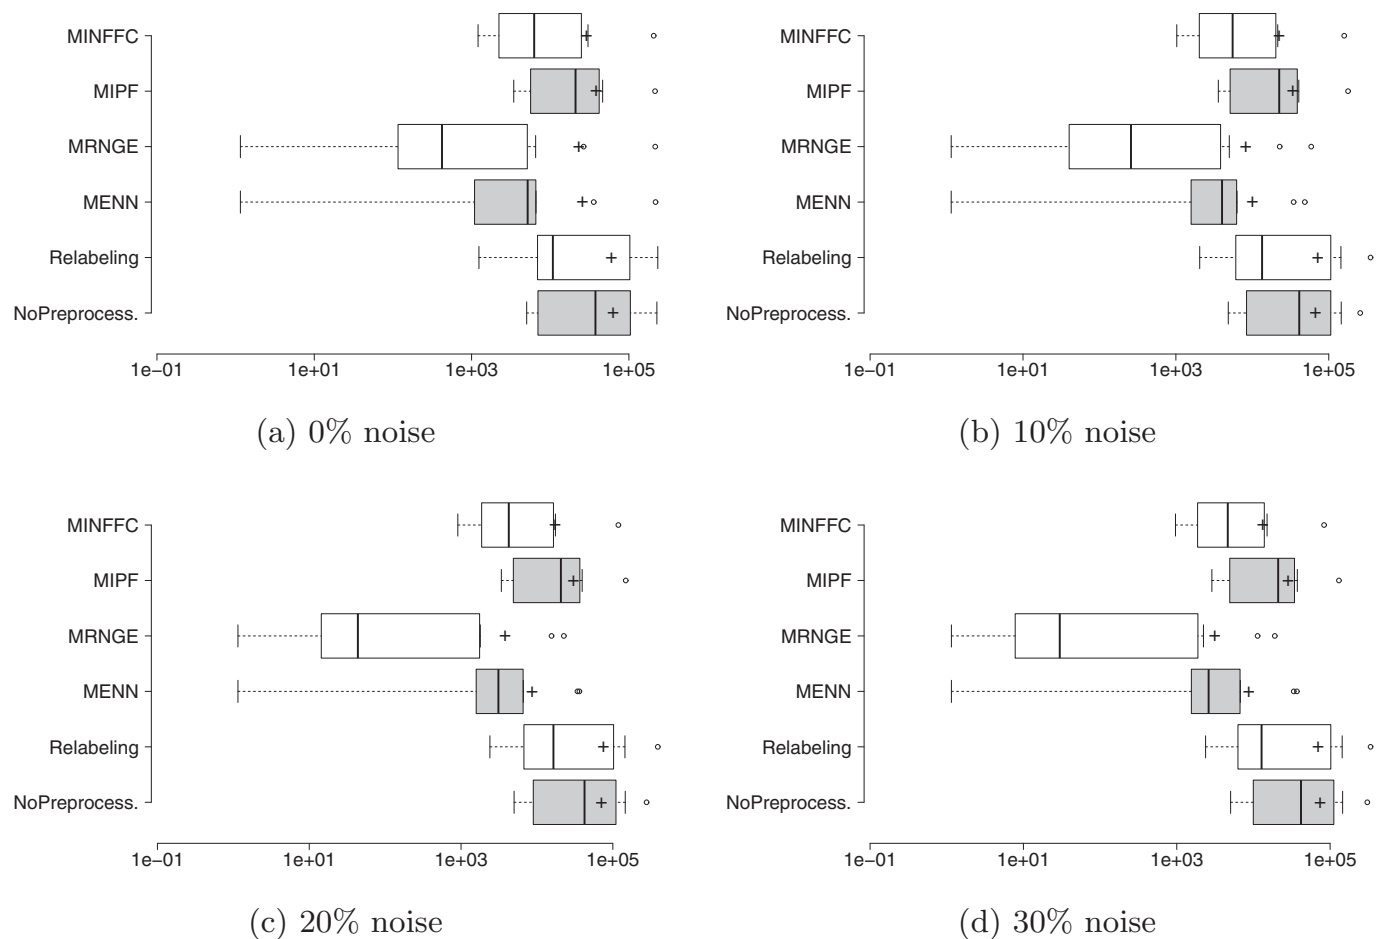 MINFFC
MIPF
MRNGE
MENN
Relabeling
NoPreprocess.
1e−01 1e+01 1e+03 1e+05
(a) 0% noise
MINFFC
MIPF
MRNGE
MENN
Relabeling
NoPreprocess.
1e−01 1e+01 1e+03 1e+05
(b) 10% noise
MINFFC
MIPF
MRNGE
MENN
Relabeling
NoPreprocess.
1e−01 1e+01 1e+03 1e+05
(c) 20% noise
MINFFC
MIPF
MRNGE
MENN
Relabeling
NoPreprocess.
1e−01 1e+01 1e+03 1e+05
(d) 30% noise